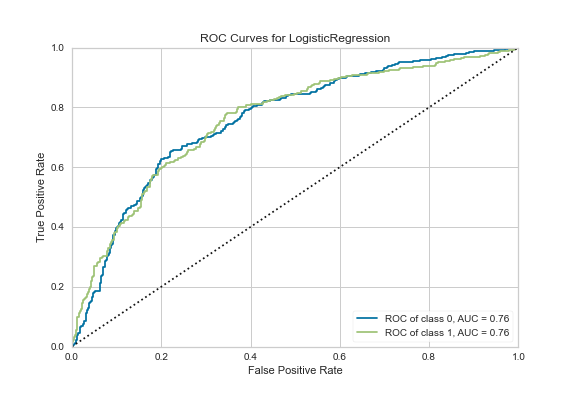 ROC Curves for LogisticRegression
1.0
0.8
0.6
0.4
0.2
0.0
True Positive Rate
ROC of class 0, AUC = 0.76
ROC of class 1, AUC = 0.76
0.0 0.2 0.4 0.6 0.8 1.0
False Positive Rate